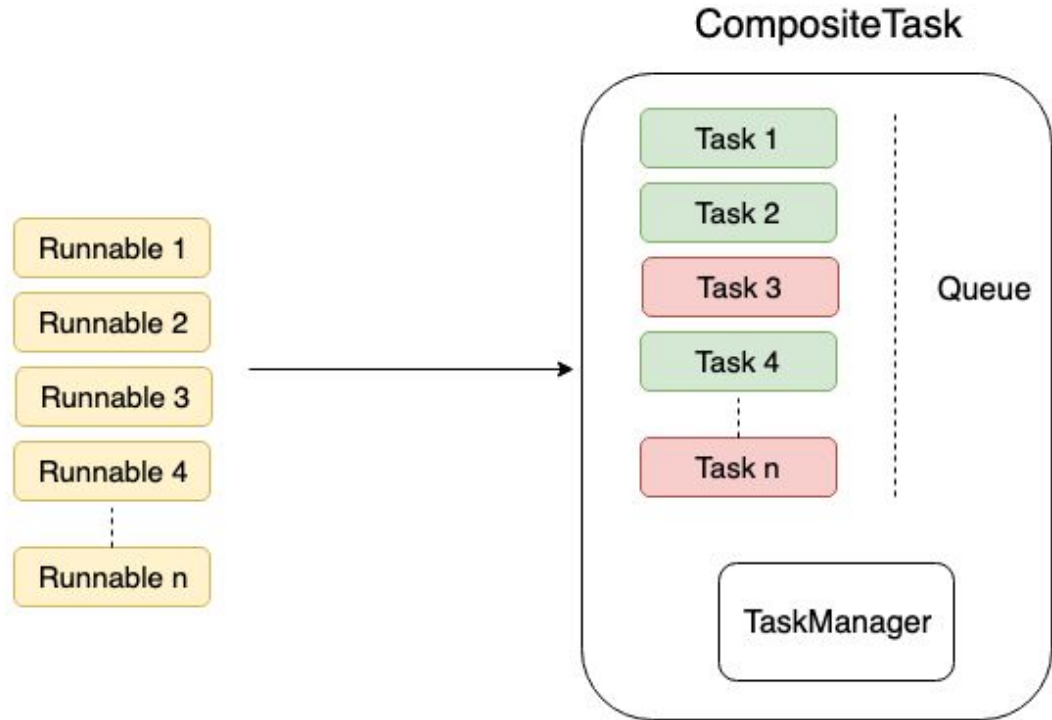 CompositeTask
Runnable 1
Runnable 2
Runnable 3
Runnable 4
Runnable n
Task 1
Task 2
Task 3
Task 4
Task n
Queue
TaskManager